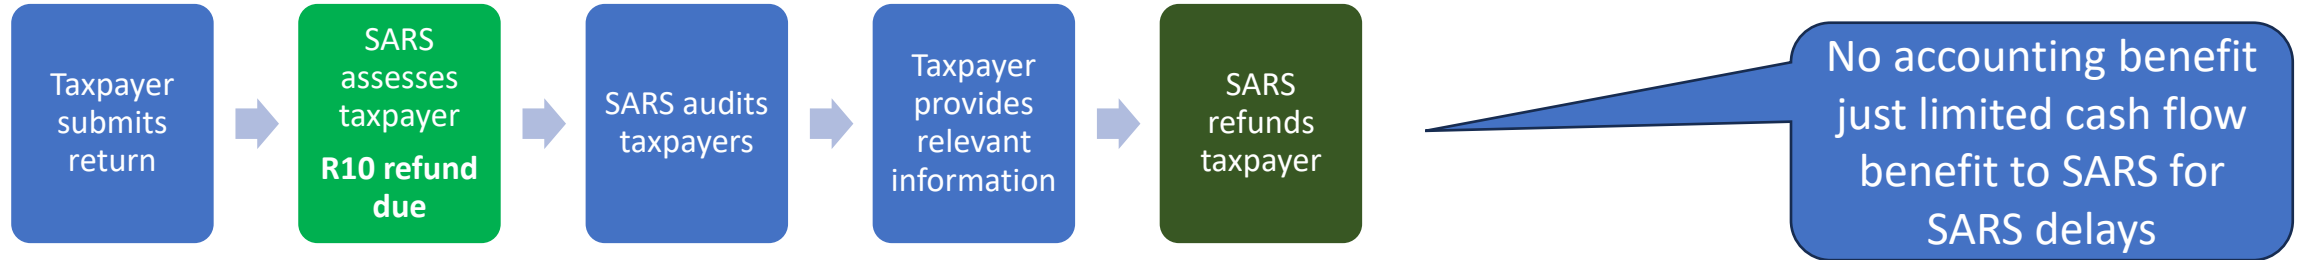 Taxpayer
submits
return
SARS
assesses
taxpayer
R10 refund
due
SARS audits
taxpayers
Taxpayer
provides
relevant
information
SARS
refunds
taxpayer
No accounting benefit
just limited cash flow
benefit to SARS for
SARS delays